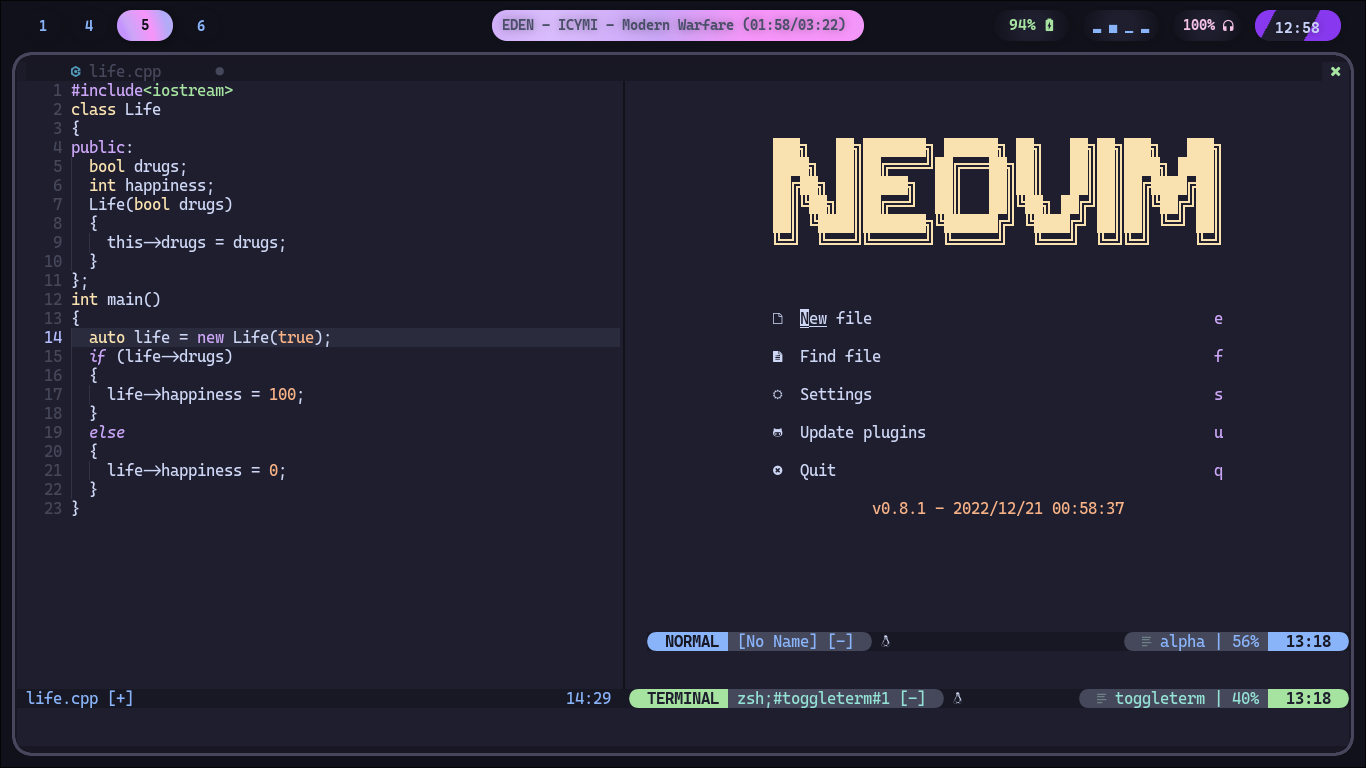 1 4 5 6
EDEN - ICYMI - Modern Warfare (01:58/03:22)
94%
100%
12:58
life.cpp
1 #include<iostream>
2 class Life
3 {
4 public:
5   bool drugs;
6   int happiness;
7   Life(bool drugs)
8   {
9     this->drugs = drugs;
10   }
11 };
12 int main()
13 {
14   auto life = new Life(true);
15   if (life->drugs)
16   {
17     life->happiness = 100;
18   }
19   else
20   {
21     life->happiness = 0;
22   }
23 }
life.cpp [+] 14:29
NEOVIM
New file e
Find file f
Settings s
Update plugins u
Quit q
v0.8.1 - 2022/12/21 00:58:37
NORMAL [No Name] [-] alpha | 56% 13:18
TERMINAL zsh;#toggleterm#1 [-] toggleterm | 40% 13:18